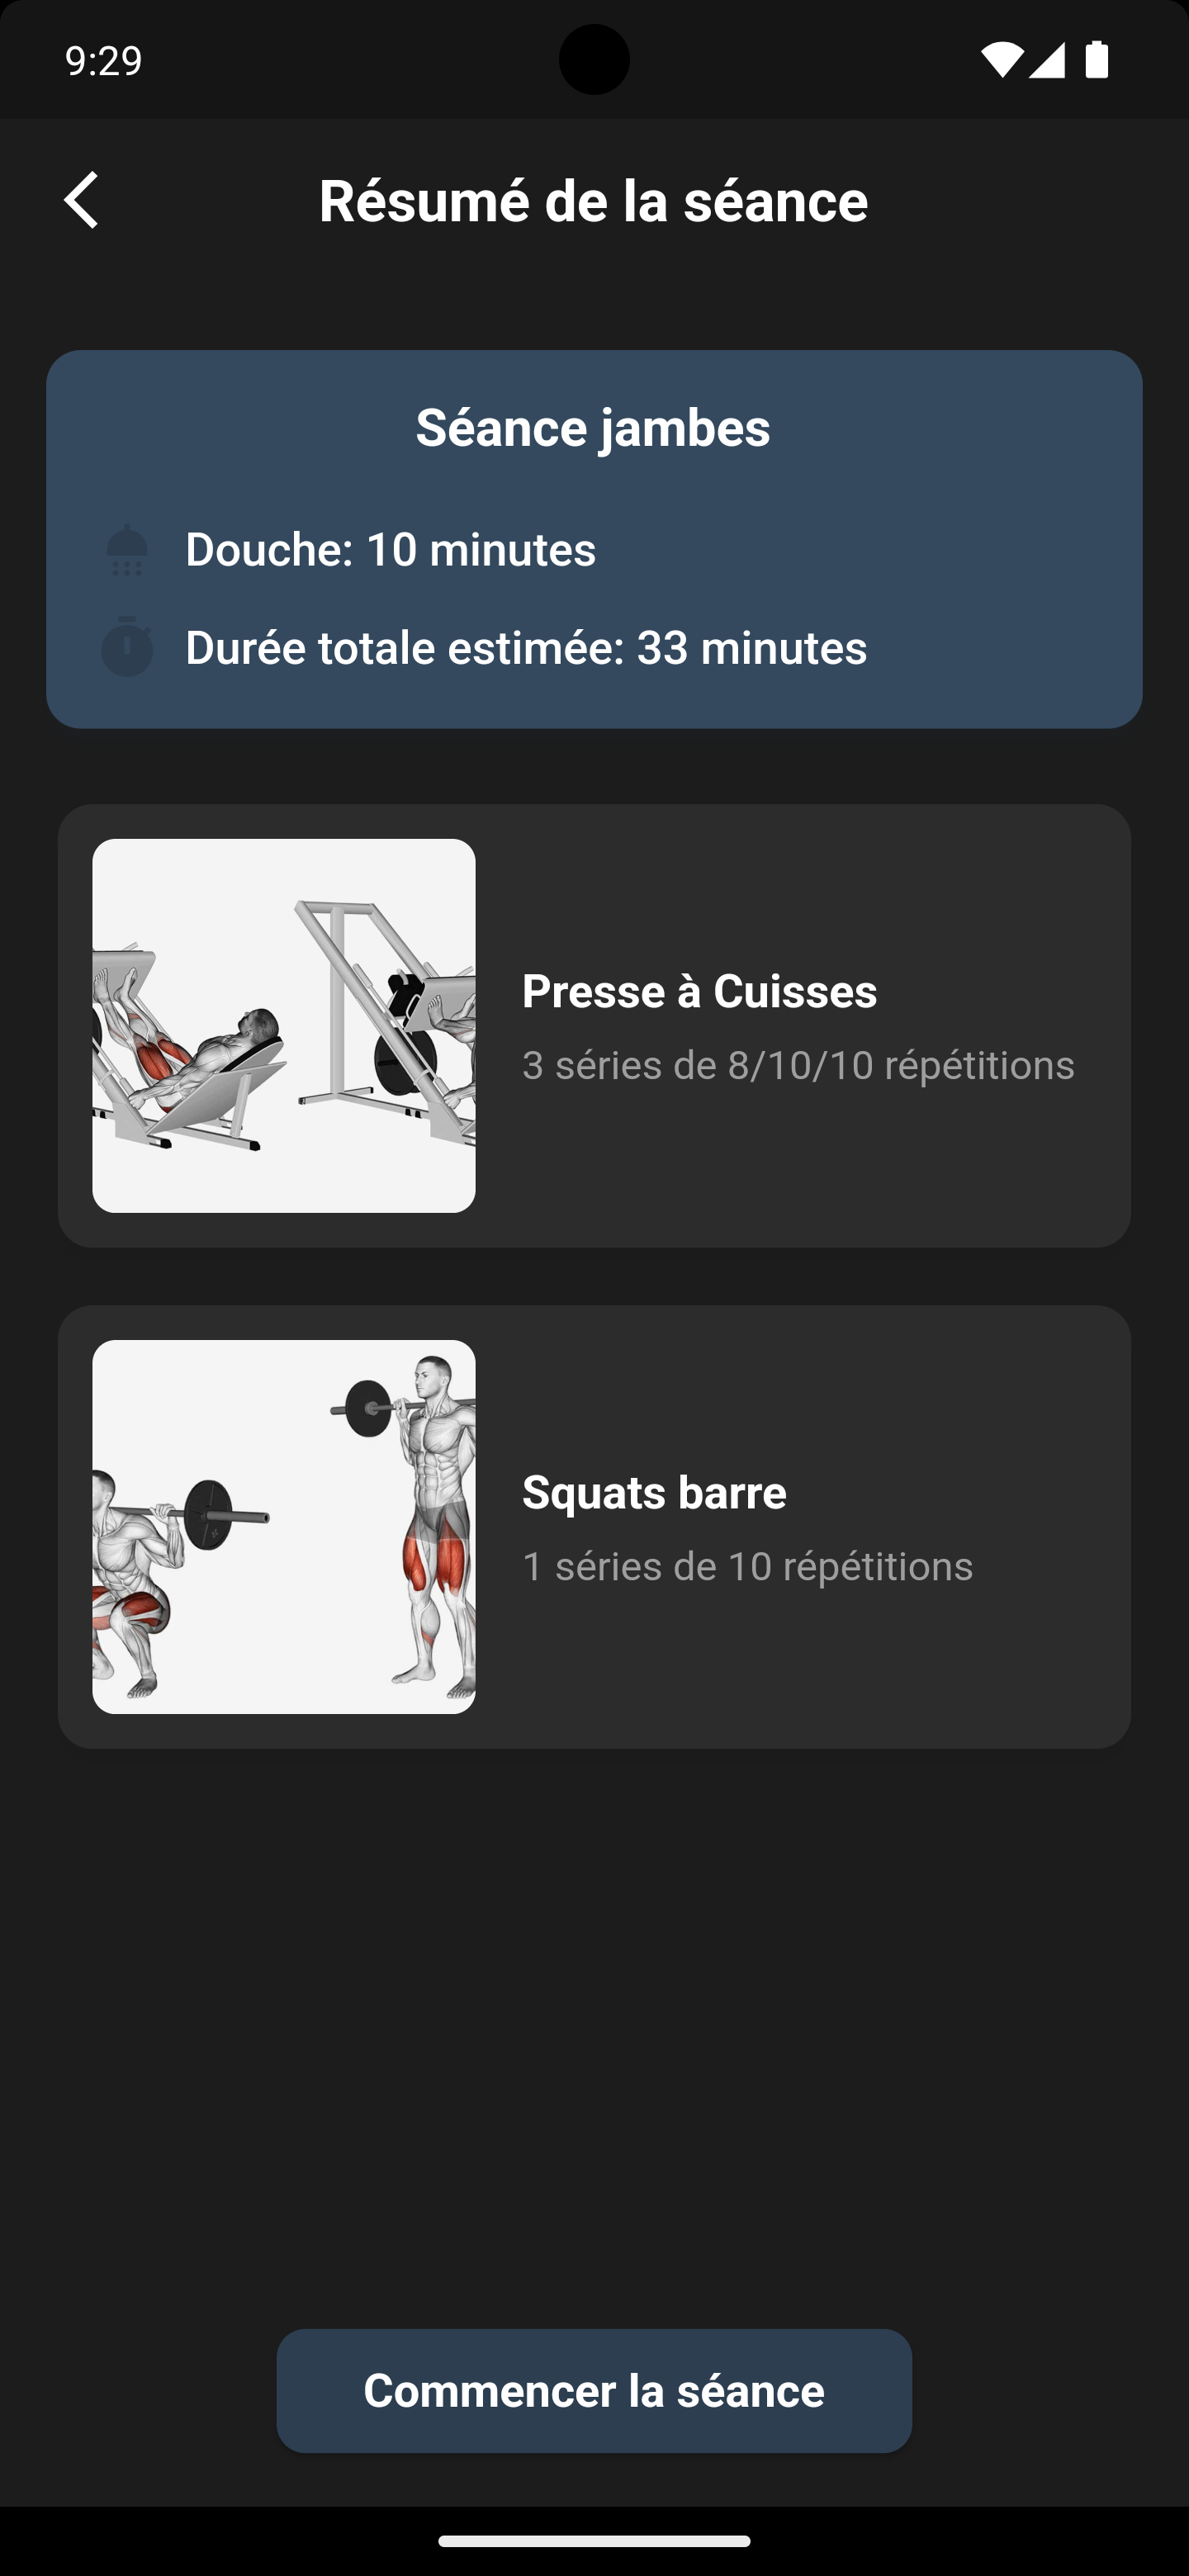 9:29
Résumé de la séance
Séance jambes
Douche: 10 minutes
Durée totale estimée: 33 minutes
Presse à Cuisses
3 séries de 8/10/10 répétitions
Squats barre
1 séries de 10 répétitions
Commencer la séance